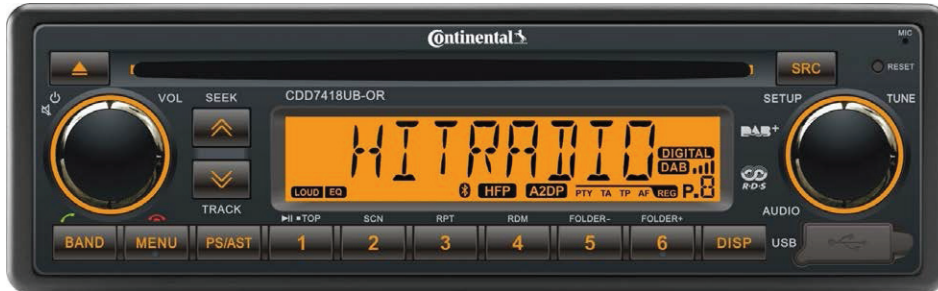 Continental
MIC
SRC
RESET
VOL
SEEK
CDD7418UB-OR
SETUP
TUNE
HITRADIO
DIGITAL
DAB
DAB+
LOUD EQ
HFP A2DP PTY TA TP AF REG P.8
R·D·S
TRACK
AUDIO
TOP SCN RPT RDM FOLDER- FOLDER+
BAND MENU PS/AST 1 2 3 4 5 6 DISP USB